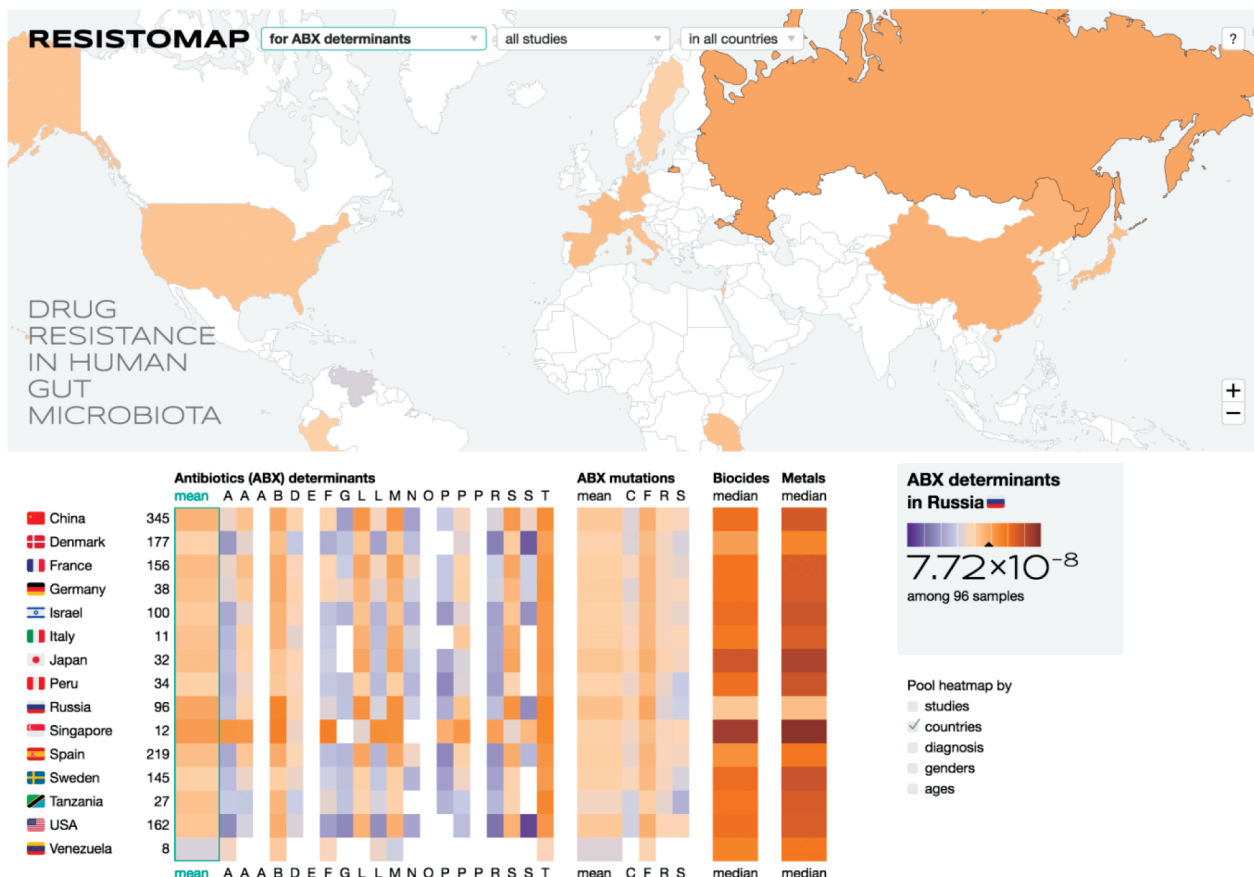 RESISTOMAP for ABX determinants all studies in all countries ?
DRUG
RESISTANCE
IN HUMAN
GUT
MICROBIOTA
+
−
Antibiotics (ABX) determinants ABX mutations Biocides Metals
mean A A A B D E F G L L M N O P P P R S S T mean C F R S median median
China 345
Denmark 177
France 156
Germany 38
Israel 100
Italy 11
Japan 32
Peru 34
Russia 96
Singapore 12
Spain 219
Sweden 145
Tanzania 27
USA 162
Venezuela 8
mean A A A B D E F G L L M N O P P P R S S T mean C F R S median median
ABX determinants
in Russia
7.72×10⁻⁸
among 96 samples
Pool heatmap by
studies
countries
diagnosis
genders
ages